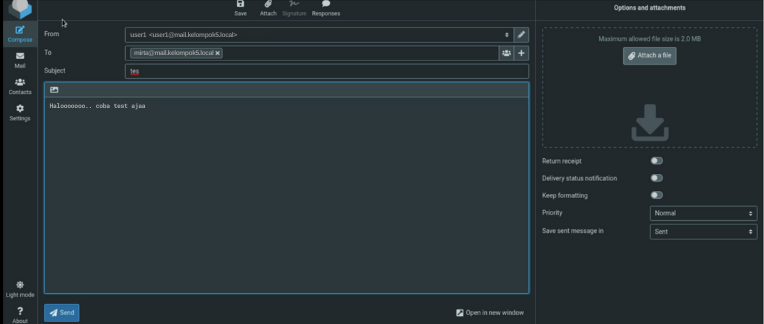 Save Attach Signature Responses
Options and attachments
Compose
Mail
Contacts
Settings
Light mode
About
From user1 <user1@mail.kelompok5.local>
To mirta@mail.kelompok5.local ×
Subject tes
Halooooooo.. coba test ajaa
Send
Open in new window
Maximum allowed file size is 2.0 MB
Attach a file
Return receipt
Delivery status notification
Keep formatting
Priority Normal
Save sent message in Sent